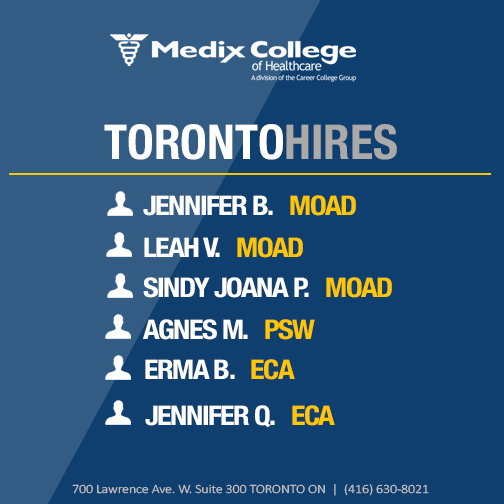 Medix College
of Healthcare
A division of the Career College Group
TORONTOHIRES
JENNIFER B. MOAD
LEAH V. MOAD
SINDY JOANA P. MOAD
AGNES M. PSW
ERMA B. ECA
JENNIFER Q. ECA
700 Lawrence Ave. W. Suite 300 TORONTO ON | (416) 630-8021